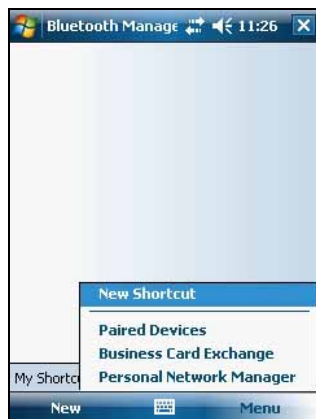 Bluetooth Manage 11:26
New Shortcut
Paired Devices
Business Card Exchange
My Shortc Personal Network Manager
New Menu